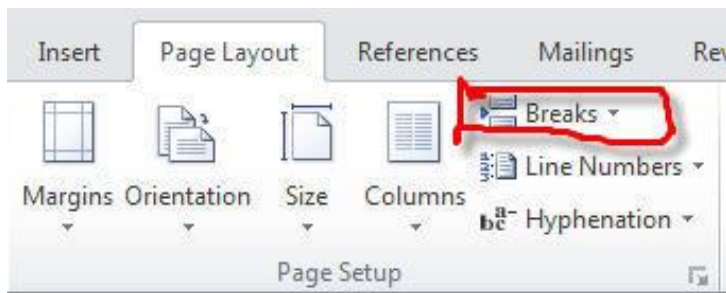 Insert Page Layout References Mailings
Breaks
Line Numbers
Margins Orientation Size Columns
Hyphenation
Page Setup